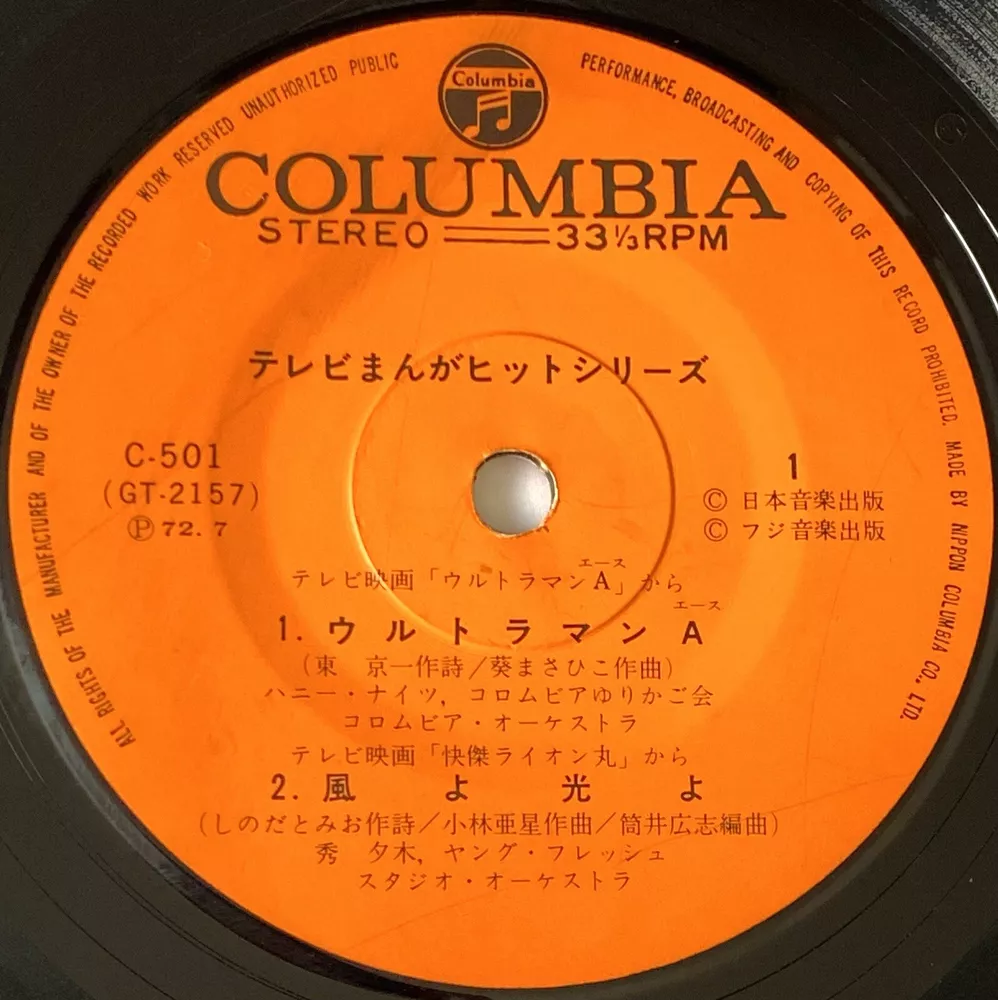 ALL RIGHTS OF THE MANUFACTURER AND OF THE OWNER OF THE RECORDED WORK RESERVED UNAUTHORIZED PUBLIC PERFORMANCE, BROADCASTING AND COPYING OF THIS RECORD PROHIBITED. MADE BY NIPPON COLUMBIA CO., LTD.
Columbia
COLUMBIA
STEREO 33⅓RPM
テレビまんがヒットシリーズ
C-501
(GT-2157)
Ⓟ72.7
1
Ⓒ 日本音楽出版
Ⓒ フジ音楽出版
エース
テレビ映画「ウルトラマンA」から
エース
1. ウルトラマン A
(東 京一作詩/葵まさひこ作曲)
ハニー・ナイツ, コロムビアゆりかご会
コロムビア・オーケストラ
テレビ映画「快傑ライオン丸」から
2. 風よ光よ
(しのだとみお作詩/小林亜星作曲/筒井広志編曲)
秀 夕木, ヤング・フレッシュ
スタジオ・オーケストラ